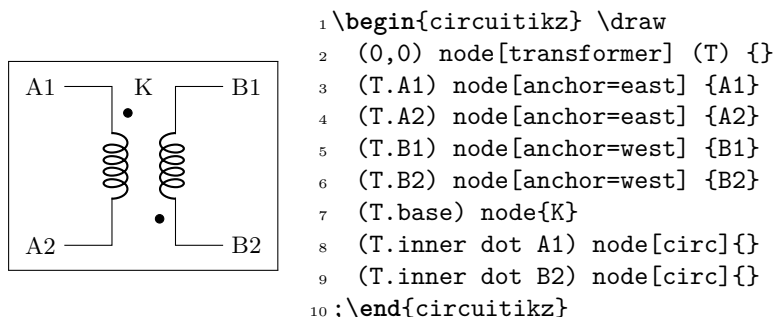 A1 K B1
A2 B2
1 \begin{circuitikz} \draw
2 (0,0) node[transformer] (T) {}
3 (T.A1) node[anchor=east] {A1}
4 (T.A2) node[anchor=east] {A2}
5 (T.B1) node[anchor=west] {B1}
6 (T.B2) node[anchor=west] {B2}
7 (T.base) node{K}
8 (T.inner dot A1) node[circ]{}
9 (T.inner dot B2) node[circ]{}
10 ;\end{circuitikz}